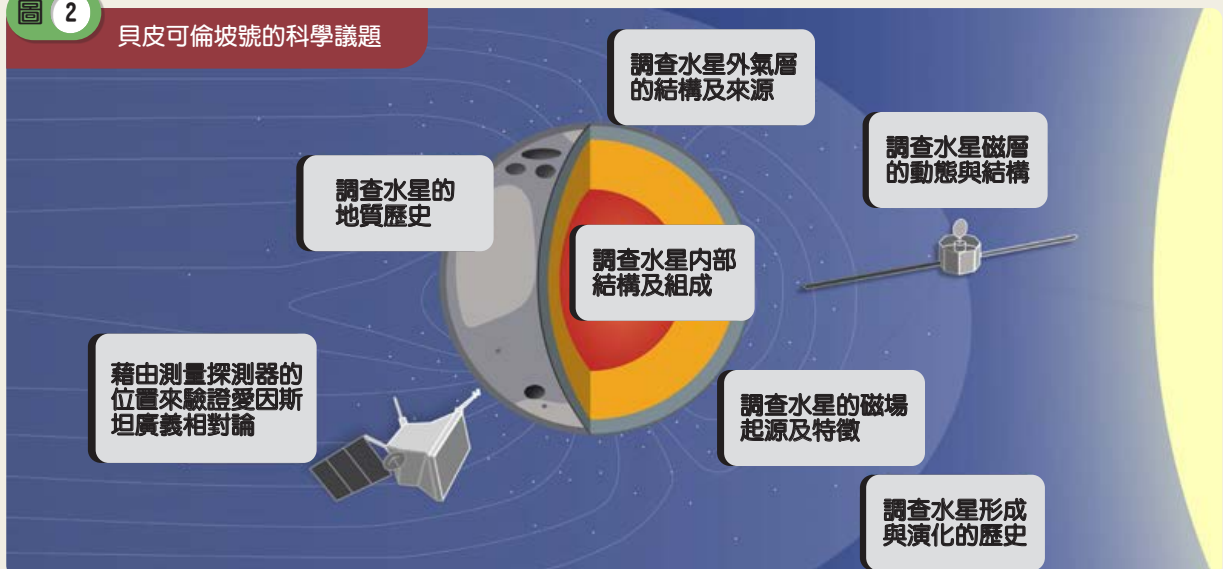 圖 2
貝皮可倫坡號的科學議題
調查水星外氣層
的結構及來源
調查水星磁層
的動態與結構
調查水星的
地質歷史
調查水星內部
結構及組成
藉由測量探測器的
位置來驗證愛因斯
坦廣義相對論
調查水星的磁場
起源及特徵
調查水星形成
與演化的歷史